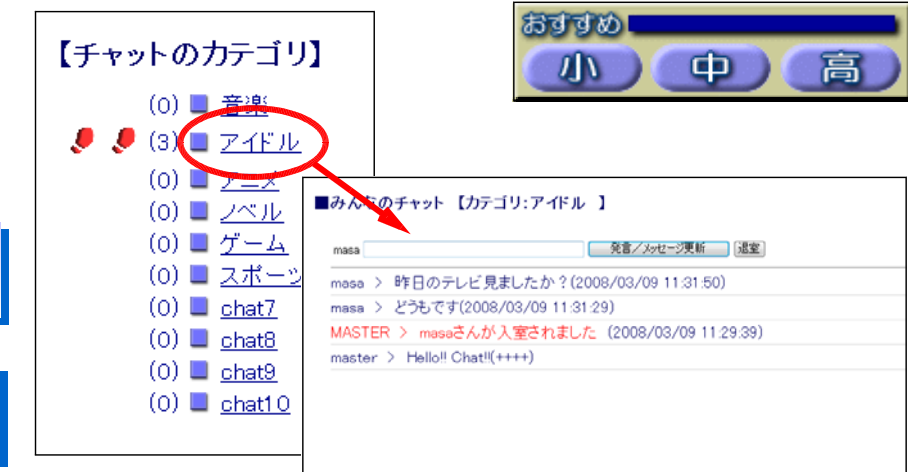 【チャットのカテゴリ】
(0) 音楽
(3) アイドル
(0) アニメ
(0) ノベル
(0) ゲーム
(0) スポーツ
(0) chat7
(0) chat8
(0) chat9
(0) chat10
おすすめ
小 中 高
■みんなのチャット 【カテゴリ:アイドル 】
masa 発言/メッセージ更新 退室
masa > 昨日のテレビ見ましたか?(2008/03/09 11:31:50)
masa > どうもです(2008/03/09 11:31:29)
MASTER > masaさんが入室されました (2008/03/09 11:29:39)
master > Hello!! Chat!!(++++)